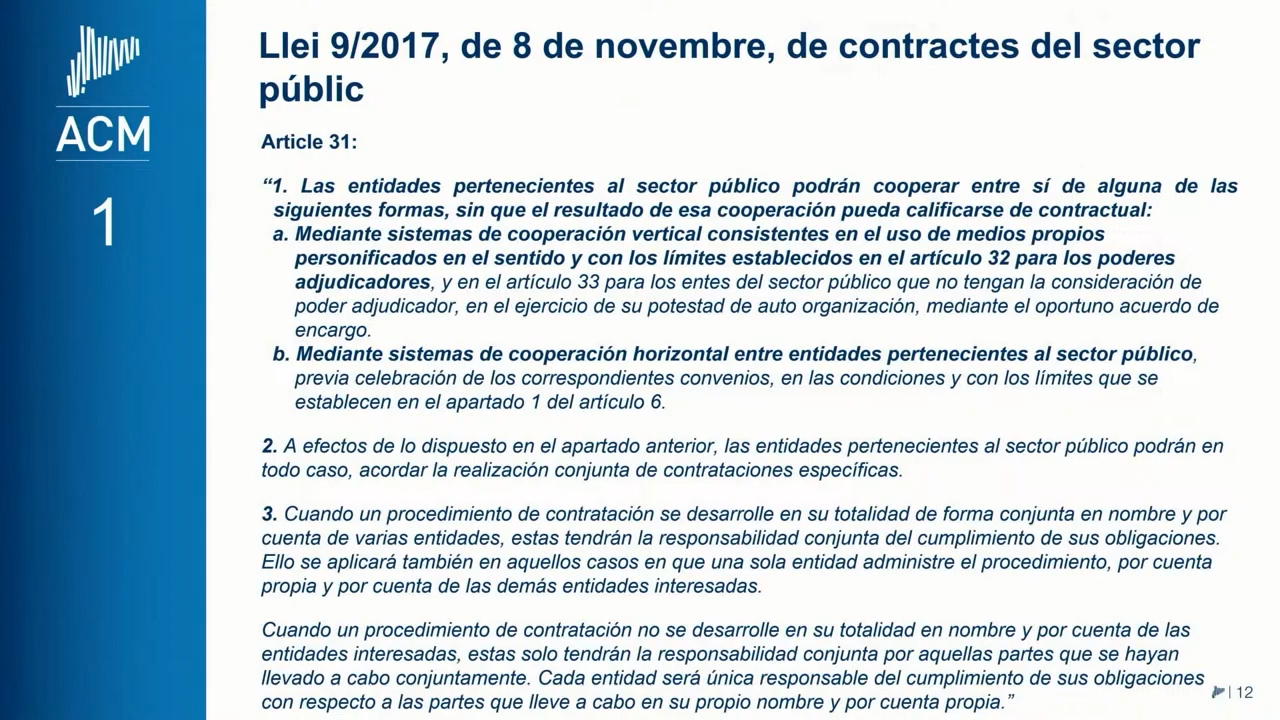 ACM
1
Llei 9/2017, de 8 de novembre, de contractes del sector
públic
Article 31:
“1. Las entidades pertenecientes al sector público podrán cooperar entre sí de alguna de las
siguientes formas, sin que el resultado de esa cooperación pueda calificarse de contractual:
a. Mediante sistemas de cooperación vertical consistentes en el uso de medios propios
personificados en el sentido y con los límites establecidos en el artículo 32 para los poderes
adjudicadores, y en el artículo 33 para los entes del sector público que no tengan la consideración de
poder adjudicador, en el ejercicio de su potestad de auto organización, mediante el oportuno acuerdo de
encargo.
b. Mediante sistemas de cooperación horizontal entre entidades pertenecientes al sector público,
previa celebración de los correspondientes convenios, en las condiciones y con los límites que se
establecen en el apartado 1 del artículo 6.
2. A efectos de lo dispuesto en el apartado anterior, las entidades pertenecientes al sector público podrán en
todo caso, acordar la realización conjunta de contrataciones específicas.
3. Cuando un procedimiento de contratación se desarrolle en su totalidad de forma conjunta en nombre y por
cuenta de varias entidades, estas tendrán la responsabilidad conjunta del cumplimiento de sus obligaciones.
Ello se aplicará también en aquellos casos en que una sola entidad administre el procedimiento, por cuenta
propia y por cuenta de las demás entidades interesadas.
Cuando un procedimiento de contratación no se desarrolle en su totalidad en nombre y por cuenta de las
entidades interesadas, estas solo tendrán la responsabilidad conjunta por aquellas partes que se hayan
llevado a cabo conjuntamente. Cada entidad será única responsable del cumplimiento de sus obligaciones
con respecto a las partes que lleve a cabo en su propio nombre y por cuenta propia.”
| 12